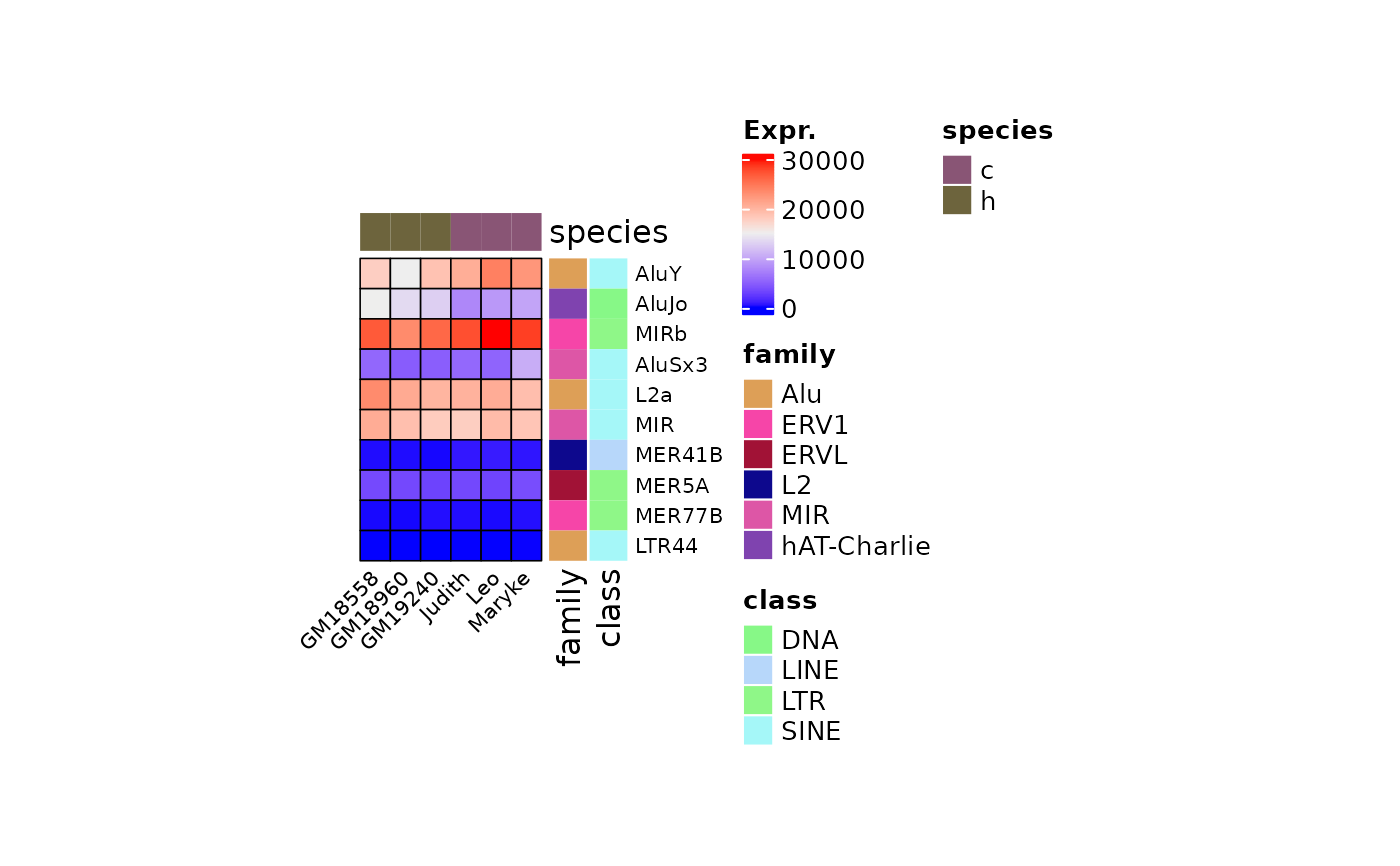 species
AluY
AluJo
MIRb
AluSx3
L2a
MIR
MER41B
MER5A
MER77B
LTR44
GM18558
GM18960
GM19240
Judith
Leo
Maryke
family
class
Expr.
30000
20000
10000
0
family
Alu
ERV1
ERVL
L2
MIR
hAT-Charlie
class
DNA
LINE
LTR
SINE
species
c
h